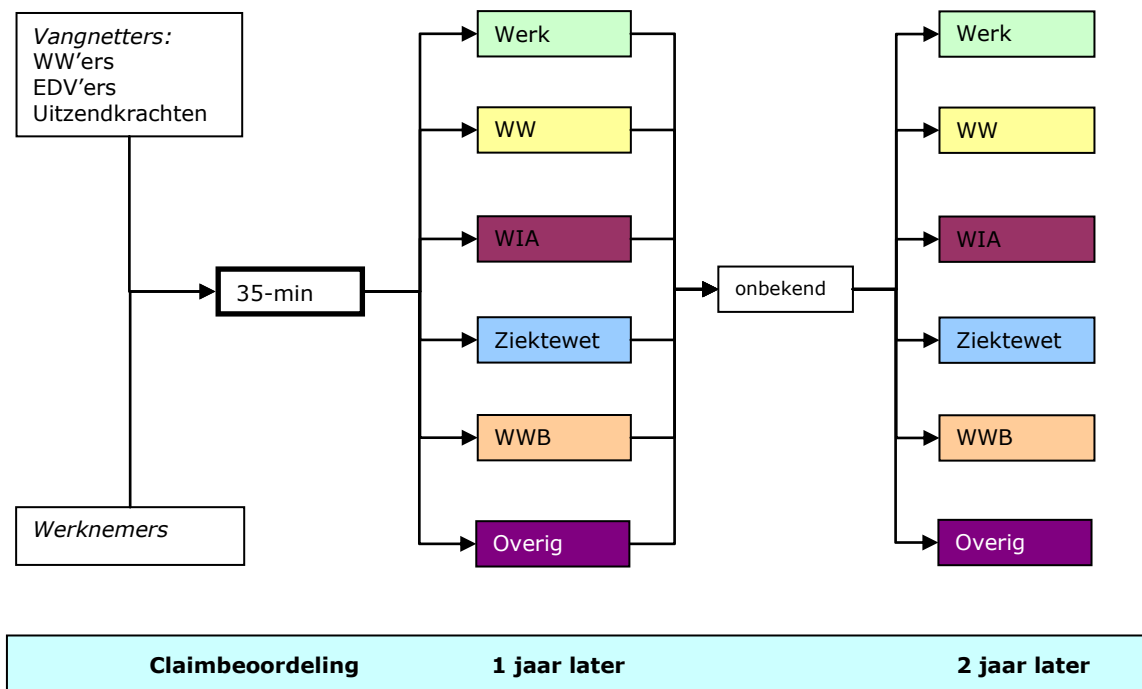 Vangnetters:
WW’ers
EDV’ers
Uitzendkrachten
Werknemers
35-min
Werk
WW
WIA
Ziektewet
WWB
Overig
onbekend
Werk
WW
WIA
Ziektewet
WWB
Overig
Claimbeoordeling 1 jaar later 2 jaar later